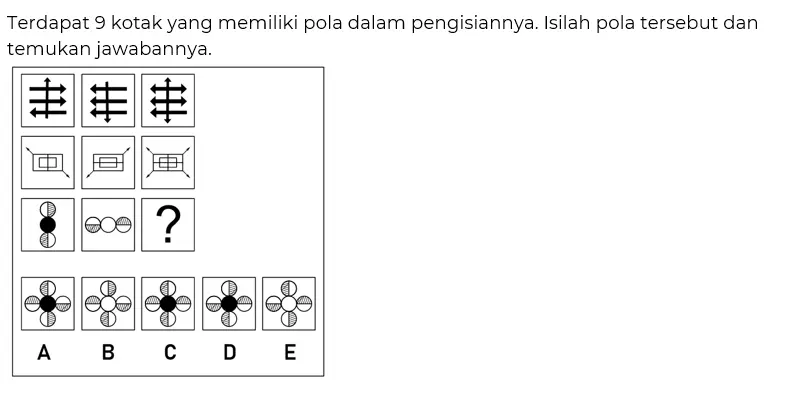 Terdapat 9 kotak yang memiliki pola dalam pengisiannya. Isilah pola tersebut dan
temukan jawabannya.
?
A B C D E